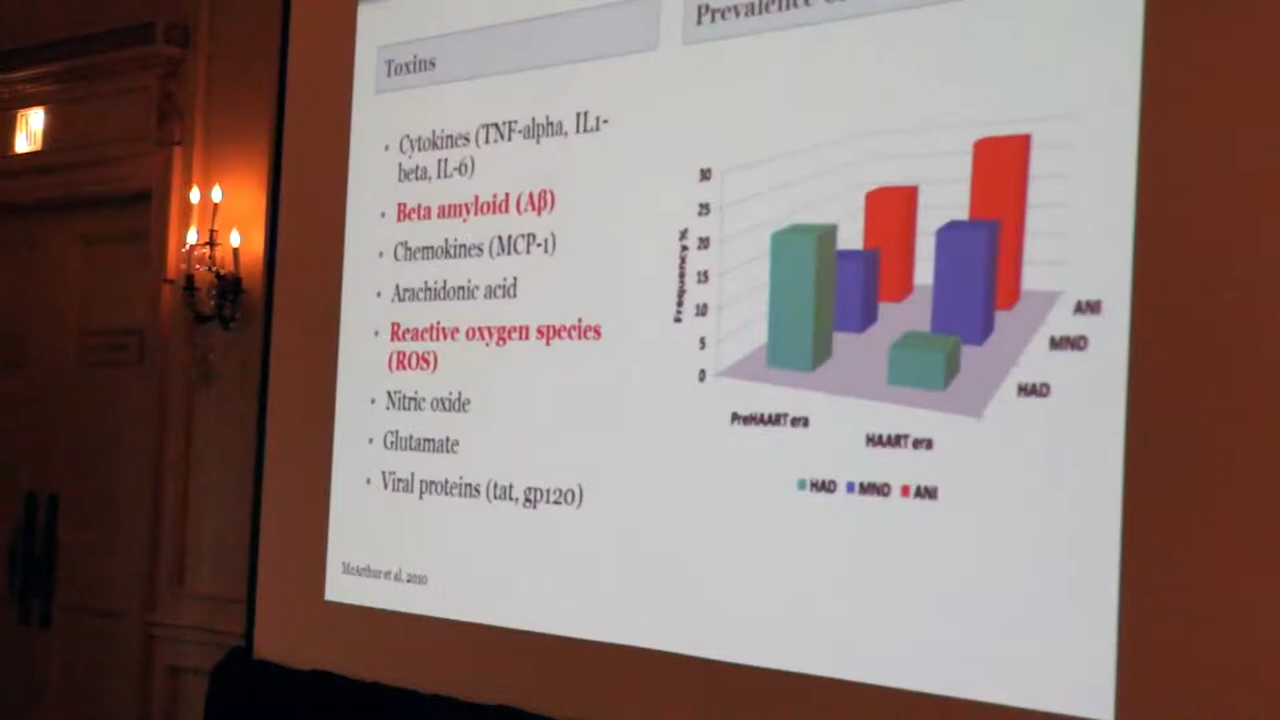 Toxins
Prevalence
Cytokines (TNF-alpha, IL1-
beta, IL-6)
Beta amyloid (Aβ)
Chemokines (MCP-1)
Arachidonic acid
Reactive oxygen species
(ROS)
Nitric oxide
Glutamate
Viral proteins (tat, gp120)
McArthur et al, 2010
Frequency %
30
25
20
15
10
5
0
ANI
MND
HAD
PreHAART era
HAART era
HAD MND ANI